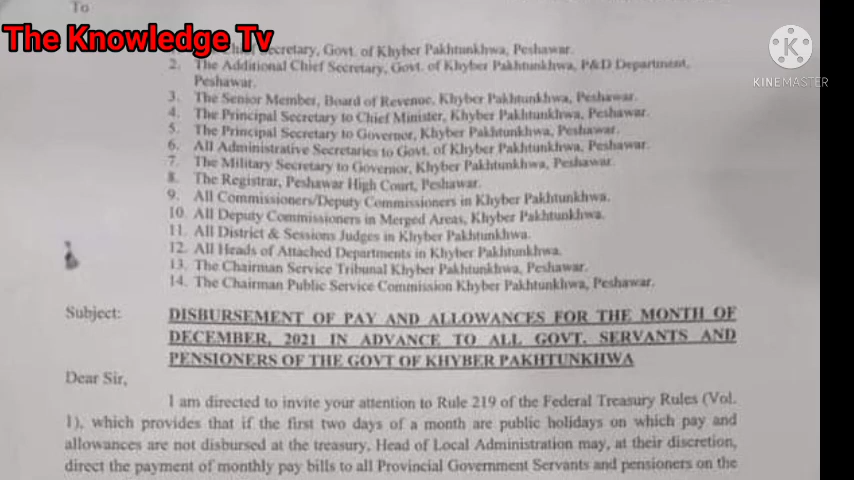 To
The Knowledge Tv
Chief Secretary, Govt. of Khyber Pakhtunkhwa, Peshawar.
2. The Additional Chief Secretary, Govt. of Khyber Pakhtunkhwa, P&D Department, 
Peshawar.
3. The Senior Member, Board of Revenue, Khyber Pakhtunkhwa, Peshawar.
4. The Principal Secretary to Chief Minister, Khyber Pakhtunkhwa, Peshawar.
5. The Principal Secretary to Governor, Khyber Pakhtunkhwa, Peshawar.
6. All Administrative Secretaries to Govt. of Khyber Pakhtunkhwa, Peshawar.
7. The Military Secretary to Governor, Khyber Pakhtunkhwa, Peshawar.
8. The Registrar, Peshawar High Court, Peshawar.
9. All Commissioners/Deputy Commissioners in Khyber Pakhtunkhwa.
10. All Deputy Commissioners in Merged Areas, Khyber Pakhtunkhwa.
11. All District & Sessions Judges in Khyber Pakhtunkhwa.
12. All Heads of Attached Departments in Khyber Pakhtunkhwa.
13. The Chairman Service Tribunal Khyber Pakhtunkhwa, Peshawar.
14. The Chairman Public Service Commission Khyber Pakhtunkhwa, Peshawar.
Subject: DISBURSEMENT OF PAY AND ALLOWANCES FOR THE MONTH OF
DECEMBER, 2021 IN ADVANCE TO ALL GOVT. SERVANTS AND
PENSIONERS OF THE GOVT OF KHYBER PAKHTUNKHWA
Dear Sir,
I am directed to invite your attention to Rule 219 of the Federal Treasury Rules (Vol.
1), which provides that if the first two days of a month are public holidays on which pay and
allowances are not disbursed at the treasury, Head of Local Administration may, at their discretion,
direct the payment of monthly pay bills to all Provincial Government Servants and pensioners on the
K
KINEMASTER